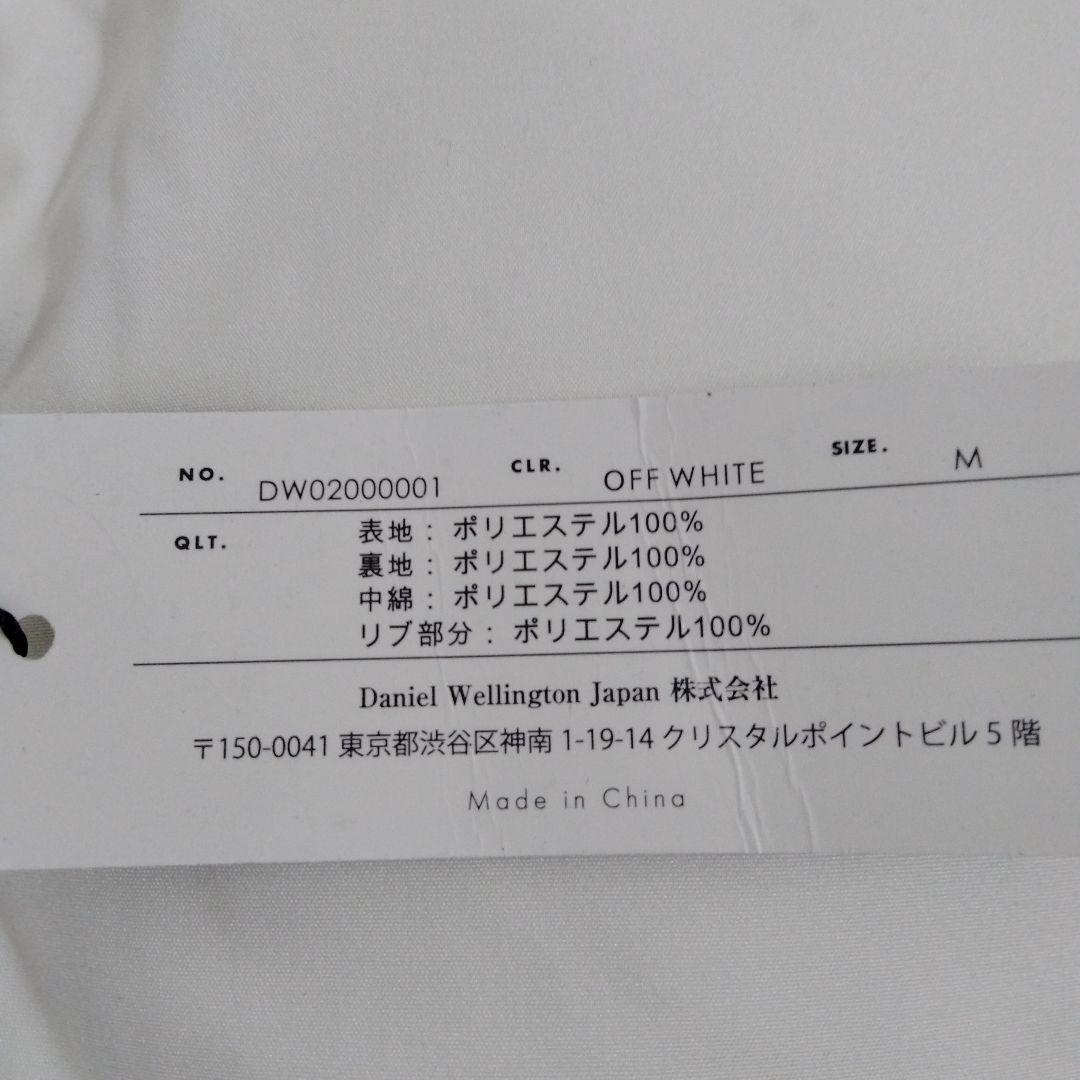 NO. DW02000001 CLR. OFF WHITE SIZE. M
QLT. 表地：ポリエステル100%
裏地：ポリエステル100%
中綿：ポリエステル100%
リブ部分：ポリエステル100%
Daniel Wellington Japan 株式会社
〒150-0041 東京都渋谷区神南 1-19-14 クリスタルポイントビル 5 階
Made in China